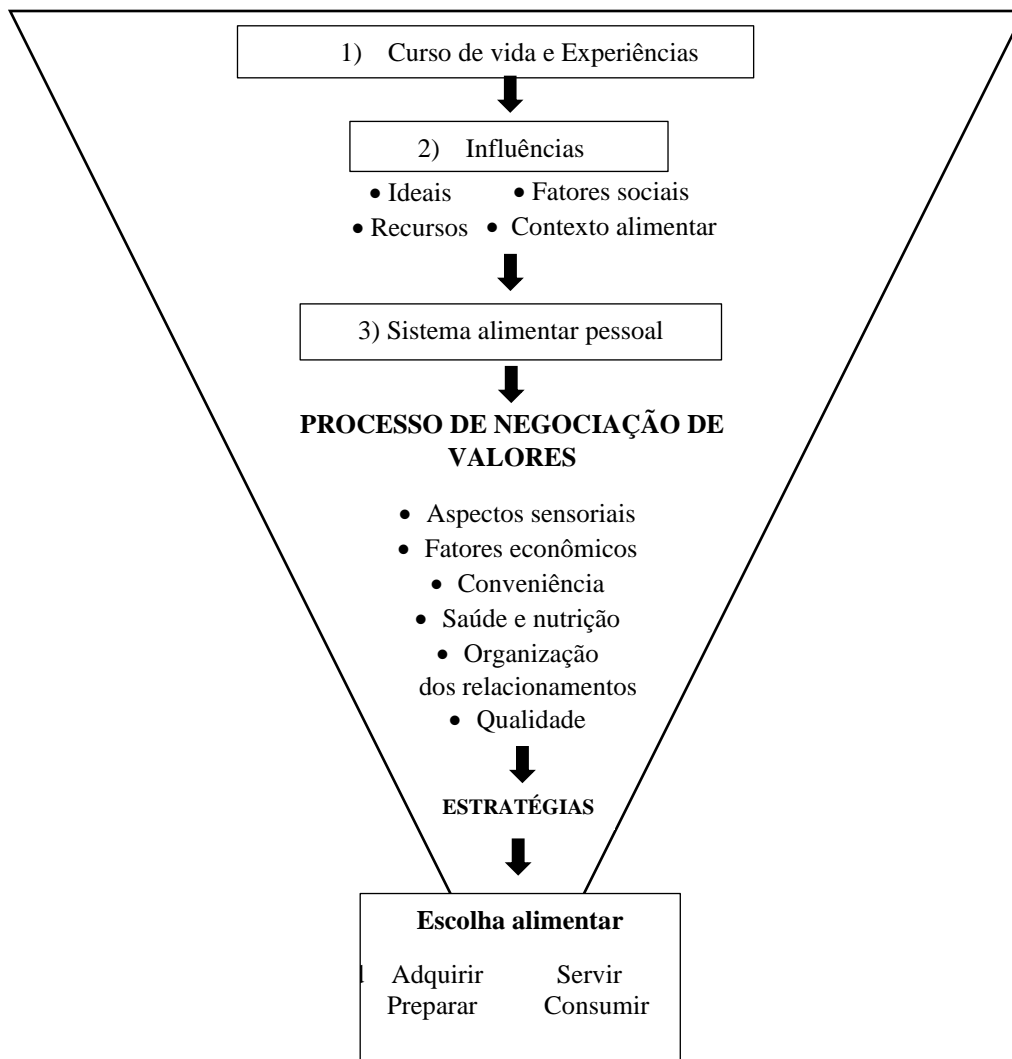 1) Curso de vida e Experiências
2) Influências
• Ideais • Fatores sociais
• Recursos • Contexto alimentar
3) Sistema alimentar pessoal
PROCESSO DE NEGOCIAÇÃO DE
VALORES
• Aspectos sensoriais
• Fatores econômicos
• Conveniência
• Saúde e nutrição
• Organização
dos relacionamentos
• Qualidade
ESTRATÉGIAS
Escolha alimentar
Adquirir Servir
Preparar Consumir